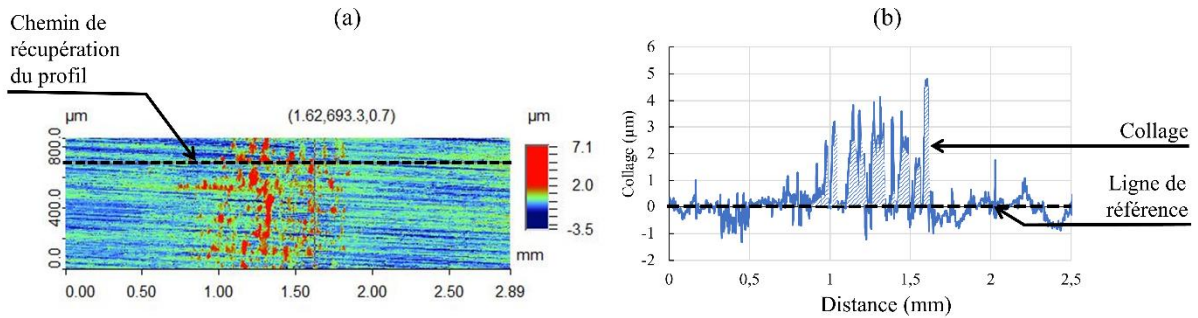 (a)
Chemin de
récupération
du profil
µm
(1.62,693.3,0.7)
µm
800.0
400.0
0.0
7.1
2.0
-3.5
mm
0.00 0.50 1.00 1.50 2.00 2.50 2.89
(b)
Collage (µm)
6
5
4
3
2
1
0
-1
-2
0 0,5 1 1,5 2 2,5
Distance (mm)
Collage
Ligne de
référence